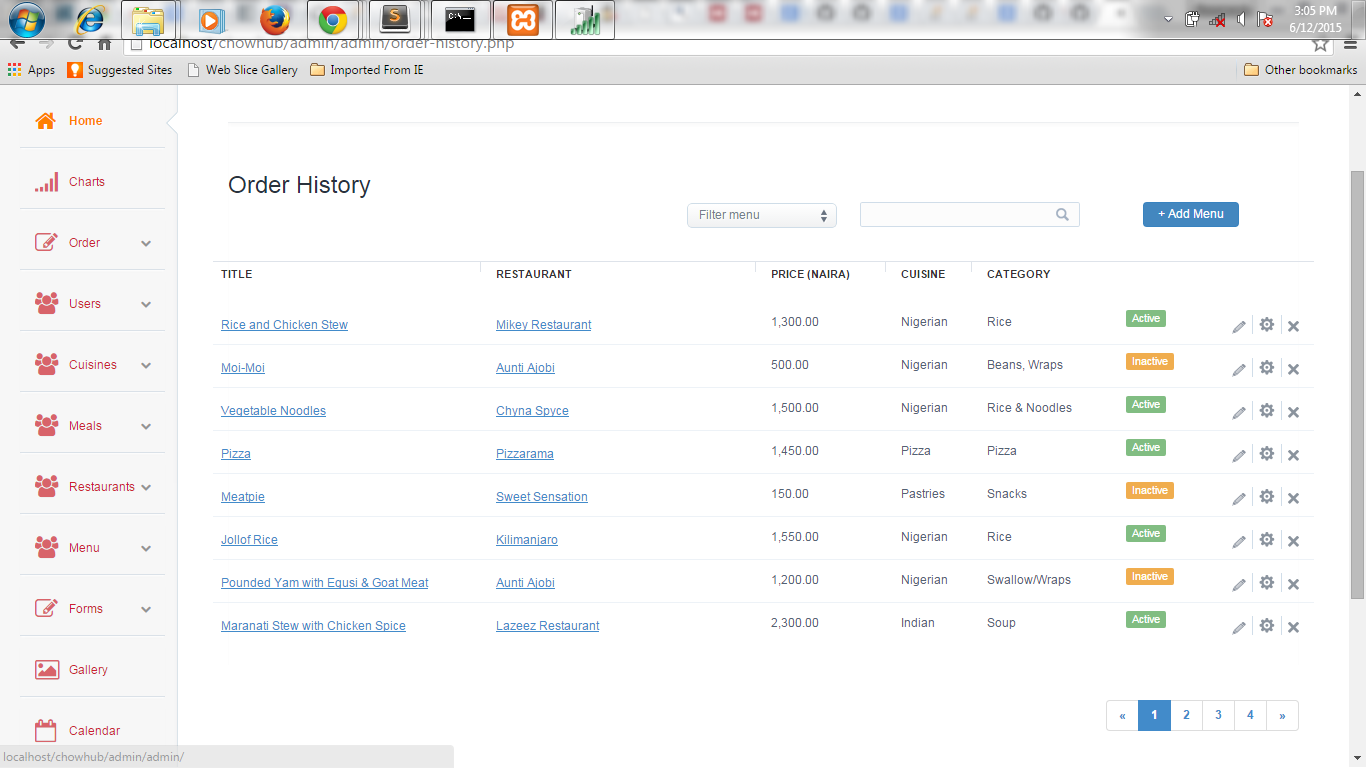 3:05 PM
6/12/2015
localhost/chowhub/admin/admin/order-history.php
Apps Suggested Sites Web Slice Gallery Imported From IE Other bookmarks
Home
Charts
Order
Users
Cuisines
Meals
Restaurants
Menu
Forms
Gallery
Calendar
Order History
Filter menu + Add Menu
TITLE RESTAURANT PRICE (NAIRA) CUISINE CATEGORY
Rice and Chicken Stew Mikey Restaurant 1,300.00 Nigerian Rice Active
Moi-Moi Aunti Ajobi 500.00 Nigerian Beans, Wraps Inactive
Vegetable Noodles Chyna Spyce 1,500.00 Nigerian Rice & Noodles Active
Pizza Pizzarama 1,450.00 Pizza Pizza Active
Meatpie Sweet Sensation 150.00 Pastries Snacks Inactive
Jollof Rice Kilimanjaro 1,550.00 Nigerian Rice Active
Pounded Yam with Egusi & Goat Meat Aunti Ajobi 1,200.00 Nigerian Swallow/Wraps Inactive
Maranati Stew with Chicken Spice Lazeez Restaurant 2,300.00 Indian Soup Active
« 1 2 3 4 »
localhost/chowhub/admin/admin/